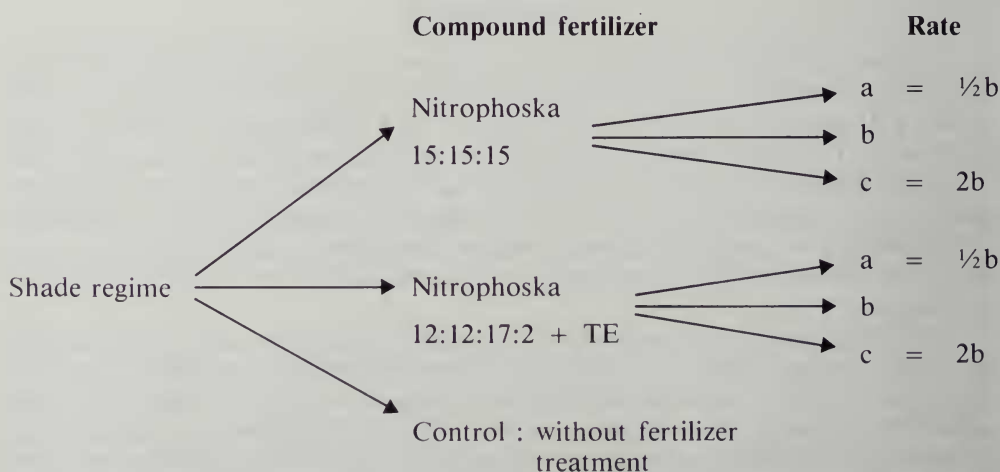 Compound fertilizer Rate
Nitrophoska
15:15:15
a = ½b
b
c = 2b
Shade regime
Nitrophoska
12:12:17:2 + TE
a = ½b
b
c = 2b
Control : without fertilizer
treatment